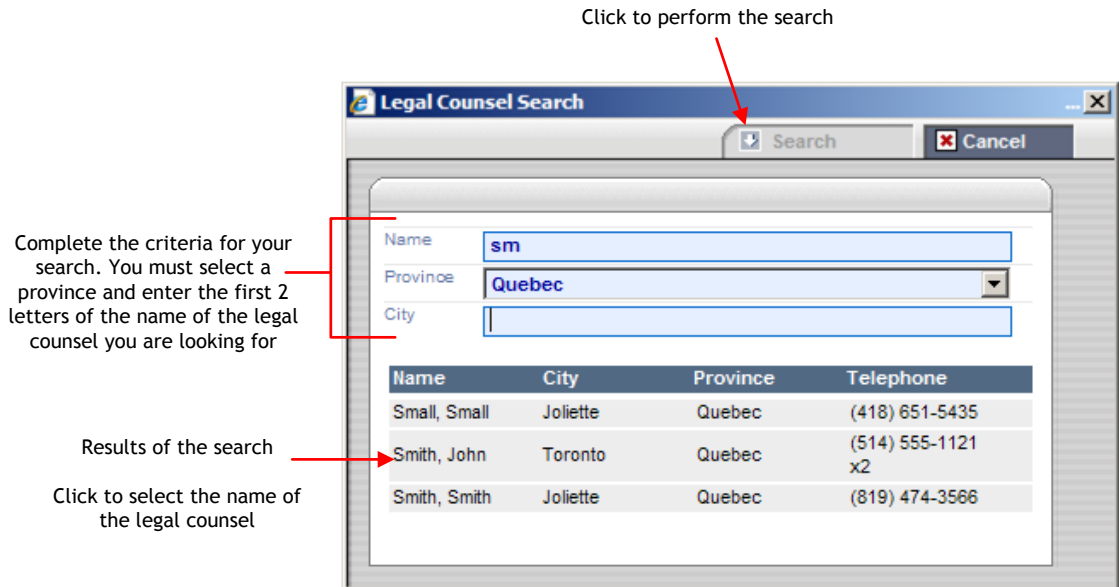 Click to perform the search
Legal Counsel Search
...
Search
Cancel
Complete the criteria for your
search. You must select a
province and enter the first 2
letters of the name of the legal
counsel you are looking for
Name
sm
Province
Quebec
City
Name City Province Telephone
Small, Small Joliette Quebec (418) 651-5435
Smith, John Toronto Quebec (514) 555-1121
x2
Smith, Smith Joliette Quebec (819) 474-3566
Results of the search
Click to select the name of
the legal counsel